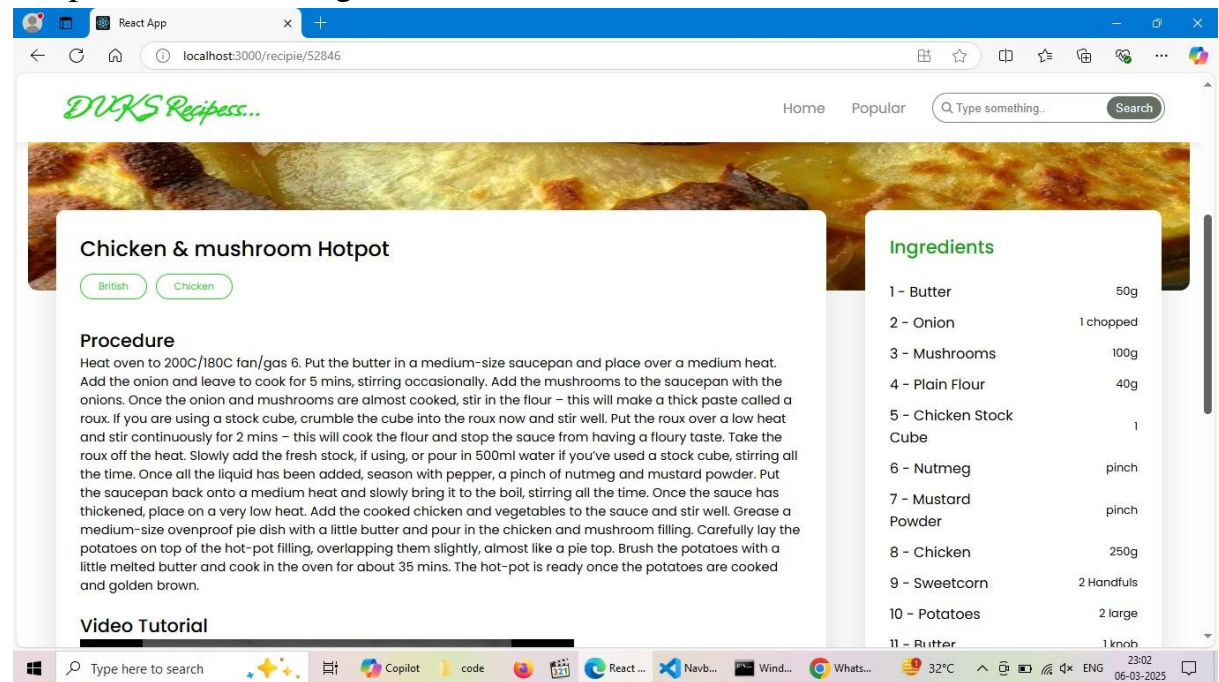 React App
localhost:3000/recipie/52846
DUKS Recipess...
Home Popular Type something.. Search
Chicken & mushroom Hotpot
British Chicken
Procedure
Heat oven to 200C/180C fan/gas 6. Put the butter in a medium-size saucepan and place over a medium heat.
Add the onion and leave to cook for 5 mins, stirring occasionally. Add the mushrooms to the saucepan with the
onions. Once the onion and mushrooms are almost cooked, stir in the flour – this will make a thick paste called a
roux. If you are using a stock cube, crumble the cube into the roux now and stir well. Put the roux over a low heat
and stir continuously for 2 mins – this will cook the flour and stop the sauce from having a floury taste. Take the
roux off the heat. Slowly add the fresh stock, if using, or pour in 500ml water if you've used a stock cube, stirring all
the time. Once all the liquid has been added, season with pepper, a pinch of nutmeg and mustard powder. Put
the saucepan back onto a medium heat and slowly bring it to the boil, stirring all the time. Once the sauce has
thickened, place on a very low heat. Add the cooked chicken and vegetables to the sauce and stir well. Grease a
medium-size ovenproof pie dish with a little butter and pour in the chicken and mushroom filling. Carefully lay the
potatoes on top of the hot-pot filling, overlapping them slightly, almost like a pie top. Brush the potatoes with a
little melted butter and cook in the oven for about 35 mins. The hot-pot is ready once the potatoes are cooked
and golden brown.
Video Tutorial
Ingredients
1 - Butter 50g
2 - Onion 1 chopped
3 - Mushrooms 100g
4 - Plain Flour 40g
5 - Chicken Stock
Cube 1
6 - Nutmeg pinch
7 - Mustard
Powder pinch
8 - Chicken 250g
9 - Sweetcorn 2 Handfuls
10 - Potatoes 2 large
11 - Butter 1 knob
Type here to search Copilot code 321 React ... Navb... Wind... Whats... 32°C ENG 23:02
06-03-2025